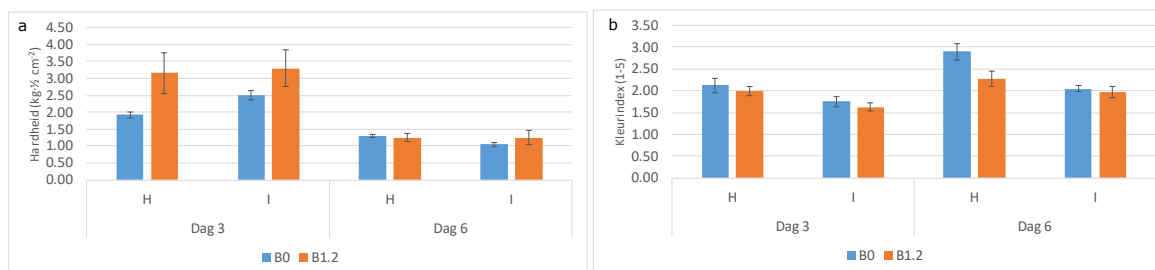 a
Hardheid (kg·½ cm⁻²)
4.50
4.00
3.50
3.00
2.50
2.00
1.50
1.00
0.50
0.00
H I H I
Dag 3 Dag 6
B0 B1.2
b
Kleurindex (1-5)
3.50
3.00
2.50
2.00
1.50
1.00
0.50
0.00
H I H I
Dag 3 Dag 6
B0 B1.2